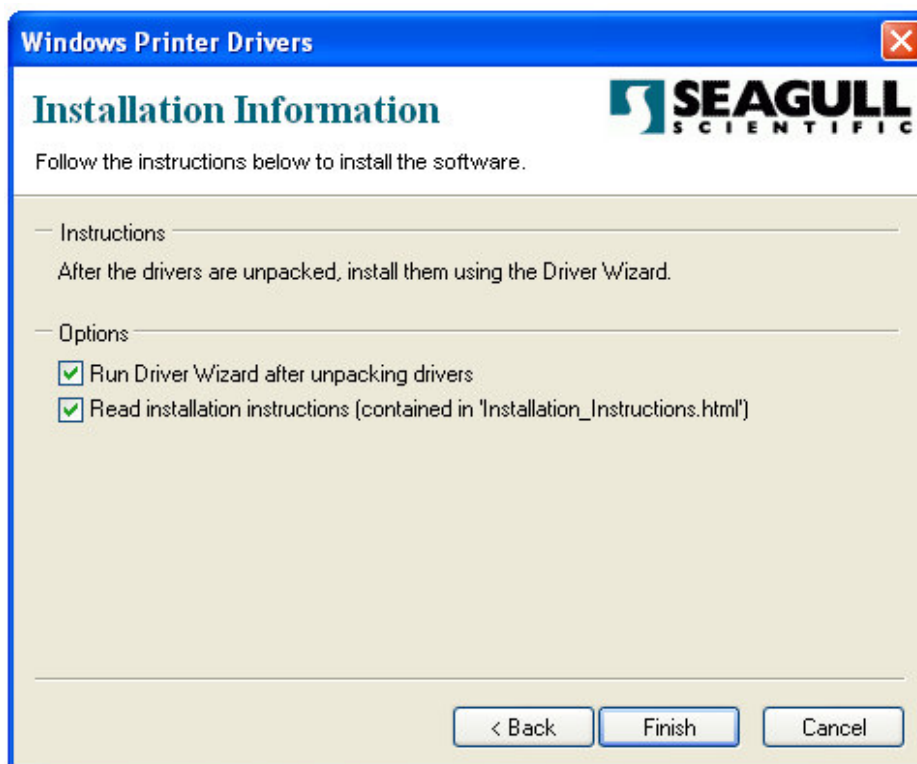 Windows Printer Drivers
Installation Information
SEAGULL
SCIENTIFIC
Follow the instructions below to install the software.
Instructions
After the drivers are unpacked, install them using the Driver Wizard.
Options
Run Driver Wizard after unpacking drivers
Read installation instructions (contained in 'Installation_Instructions.html')
< Back Finish Cancel